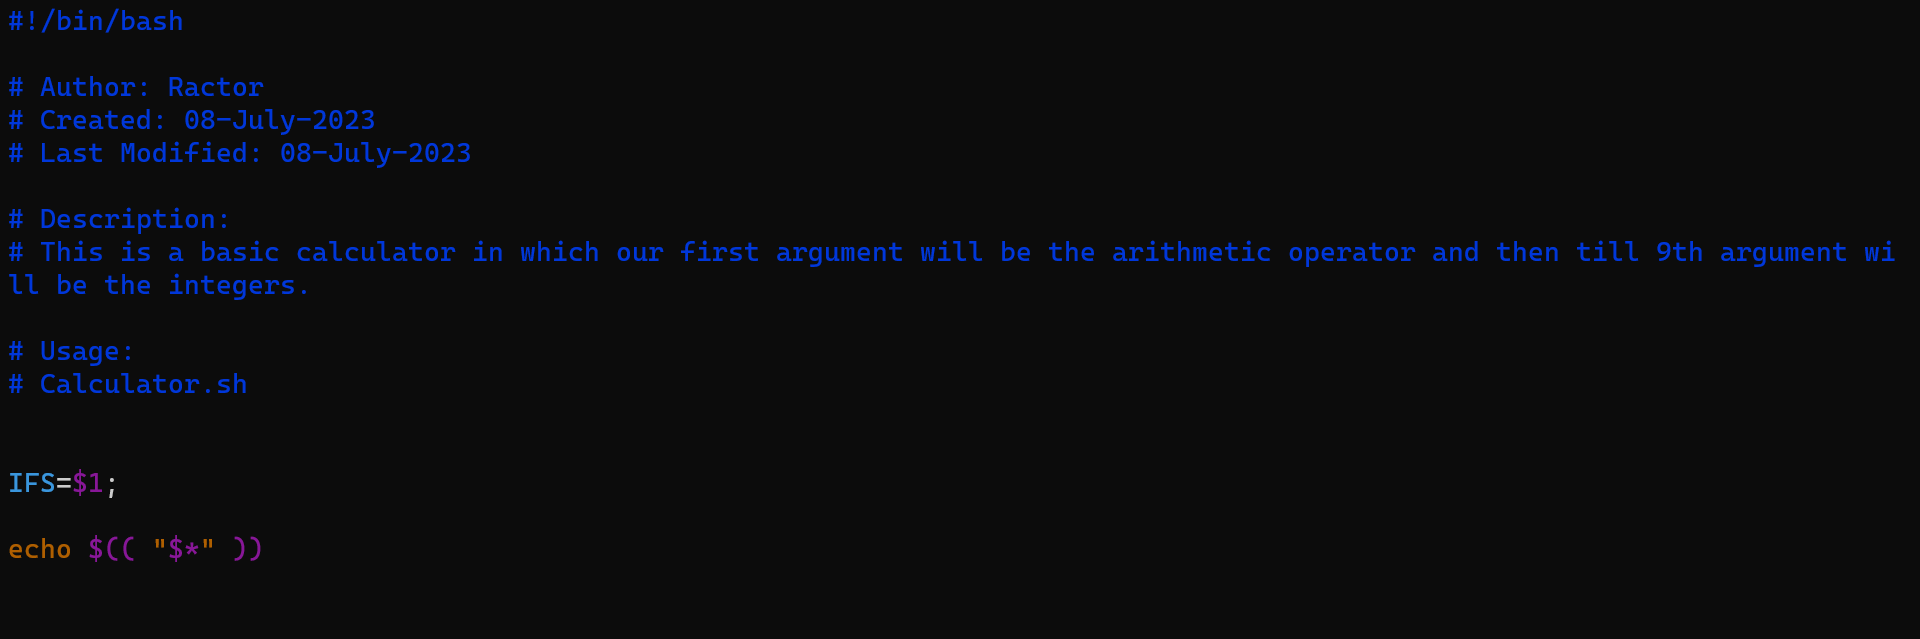 #!/bin/bash
# Author: Ractor
# Created: 08-July-2023
# Last Modified: 08-July-2023
# Description:
# This is a basic calculator in which our first argument will be the arithmetic operator and then till 9th argument wi
ll be the integers.
# Usage:
# Calculator.sh
IFS=$1;
echo $(( "$*" ))